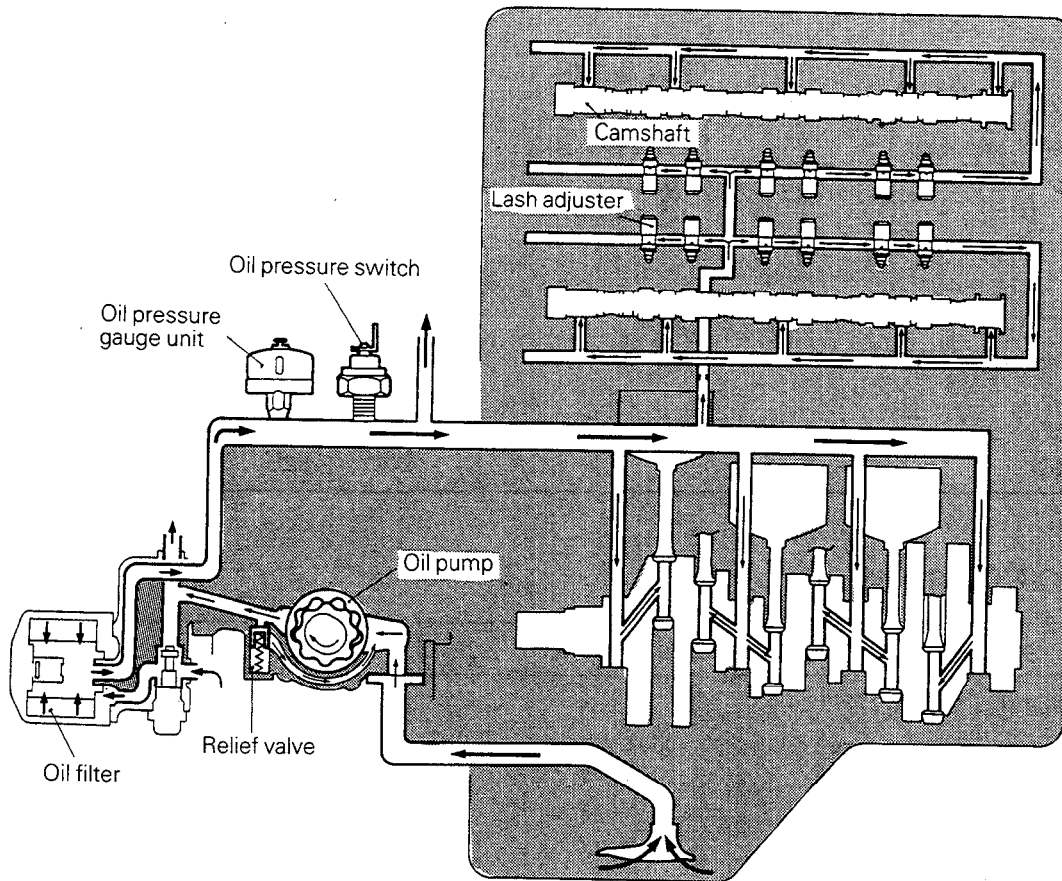 Camshaft
Lash adjuster
Oil pressure switch
Oil pressure
gauge unit
Oil pump
Relief valve
Oil filter